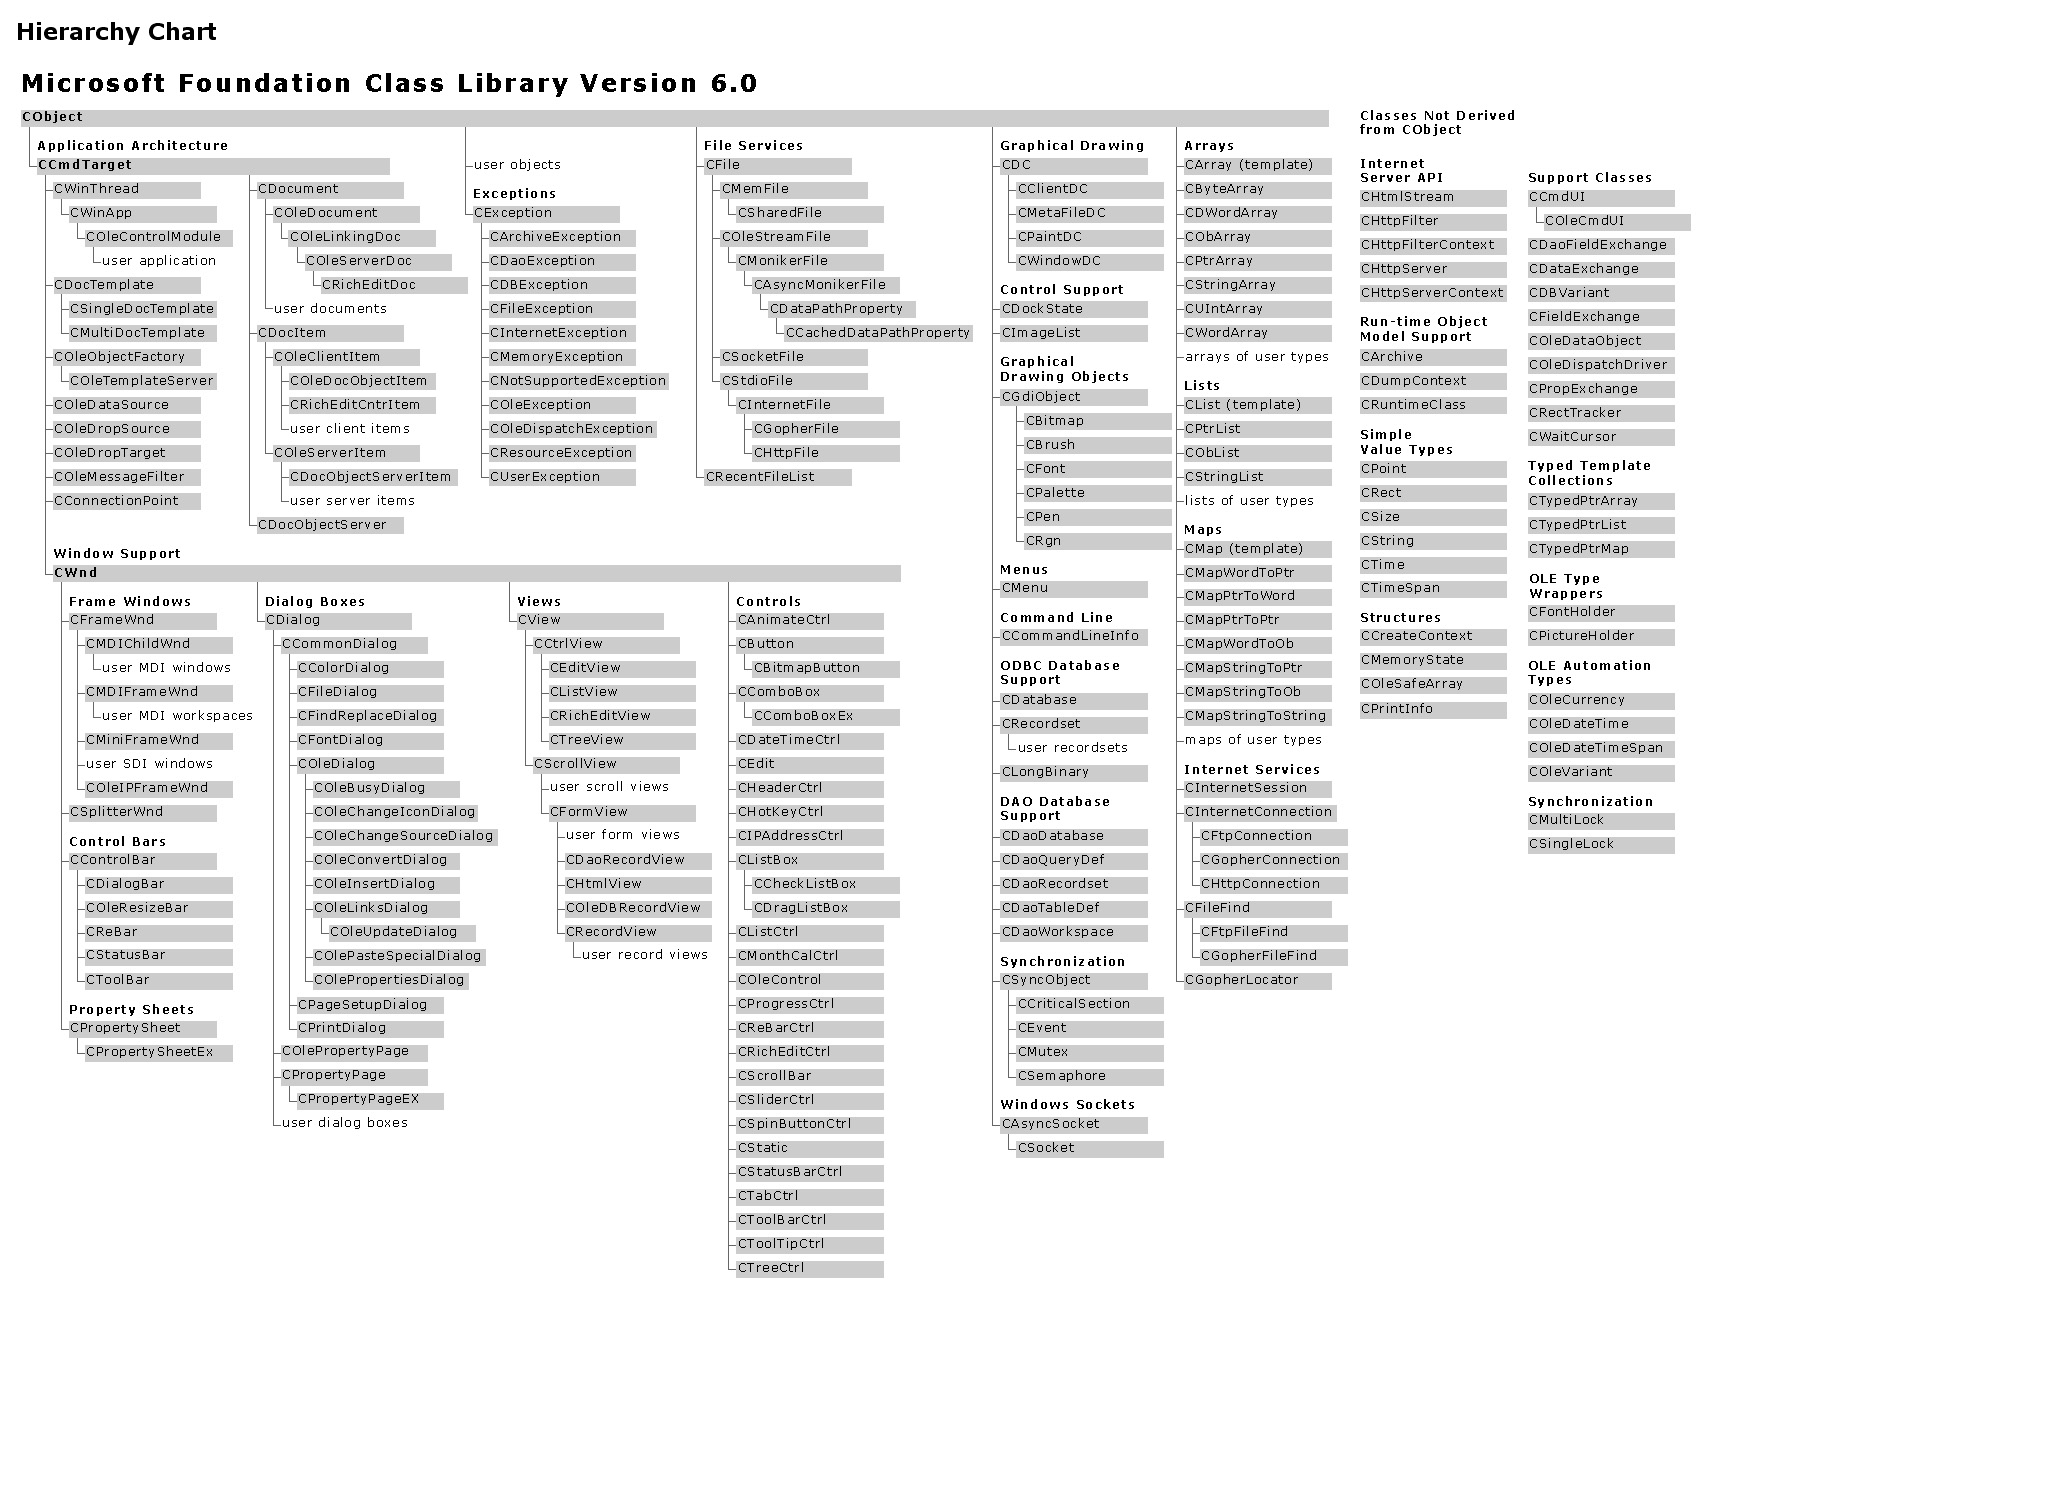 Hierarchy Chart
Microsoft Foundation Class Library Version 6.0
CObject
Application Architecture
CCmdTarget
CWinThread
CWinApp
COleControlModule
user application
CDocTemplate
CSingleDocTemplate
CMultiDocTemplate
COleObjectFactory
COleTemplateServer
COleDataSource
COleDropSource
COleDropTarget
COleMessageFilter
CConnectionPoint
CDocument
COleDocument
COleLinkingDoc
COleServerDoc
CRichEditDoc
user documents
CDocItem
COleClientItem
COleDocObjectItem
CRichEditCntrItem
user client items
COleServerItem
CDocObjectServerItem
user server items
CDocObjectServer
user objects
Exceptions
CException
CArchiveException
CDaoException
CDBException
CFileException
CInternetException
CMemoryException
CNotSupportedException
COleException
COleDispatchException
CResourceException
CUserException
File Services
CFile
CMemFile
CSharedFile
COleStreamFile
CMonikerFile
CAsyncMonikerFile
CDataPathProperty
CCachedDataPathProperty
CSocketFile
CStdioFile
CInternetFile
CGopherFile
CHttpFile
CRecentFileList
Window Support
CWnd
Frame Windows
CFrameWnd
CMDIChildWnd
user MDI windows
CMDIFrameWnd
user MDI workspaces
CMiniFrameWnd
user SDI windows
COleIPFrameWnd
CSplitterWnd
Control Bars
CControlBar
CDialogBar
COleResizeBar
CReBar
CStatusBar
CToolBar
Property Sheets
CPropertySheet
CPropertySheetEx
Dialog Boxes
CDialog
CCommonDialog
CColorDialog
CFileDialog
CFindReplaceDialog
CFontDialog
COleDialog
COleBusyDialog
COleChangeIconDialog
COleChangeSourceDialog
COleConvertDialog
COleInsertDialog
COleLinksDialog
COleUpdateDialog
COlePasteSpecialDialog
COlePropertiesDialog
CPageSetupDialog
CPrintDialog
COlePropertyPage
CPropertyPage
CPropertyPageEX
user dialog boxes
Views
CView
CCtrlView
CEditView
CListView
CRichEditView
CTreeView
CScrollView
user scroll views
CFormView
user form views
CDaoRecordView
CHtmlView
COleDBRecordView
CRecordView
user record views
Controls
CAnimateCtrl
CButton
CBitmapButton
CComboBox
CComboBoxEx
CDateTimeCtrl
CEdit
CHeaderCtrl
CHotKeyCtrl
CIPAddressCtrl
CListBox
CCheckListBox
CDragListBox
CListCtrl
CMonthCalCtrl
COleControl
CProgressCtrl
CReBarCtrl
CRichEditCtrl
CScrollBar
CSliderCtrl
CSpinButtonCtrl
CStatic
CStatusBarCtrl
CTabCtrl
CToolBarCtrl
CToolTipCtrl
CTreeCtrl
Graphical Drawing
CDC
CClientDC
CMetaFileDC
CPaintDC
CWindowDC
Control Support
CDockState
CImageList
Graphical
Drawing Objects
CGdiObject
CBitmap
CBrush
CFont
CPalette
CPen
CRgn
Menus
CMenu
Command Line
CCommandLineInfo
ODBC Database
Support
CDatabase
CRecordset
user recordsets
CLongBinary
DAO Database
Support
CDaoDatabase
CDaoQueryDef
CDaoRecordset
CDaoTableDef
CDaoWorkspace
Synchronization
CSyncObject
CCriticalSection
CEvent
CMutex
CSemaphore
Windows Sockets
CAsyncSocket
CSocket
Arrays
CArray (template)
CByteArray
CDWordArray
CObArray
CPtrArray
CStringArray
CUIntArray
CWordArray
arrays of user types
Lists
CList (template)
CPtrList
CObList
CStringList
lists of user types
Maps
CMap (template)
CMapWordToPtr
CMapPtrToWord
CMapPtrToPtr
CMapWordToOb
CMapStringToPtr
CMapStringToOb
CMapStringToString
maps of user types
Internet Services
CInternetSession
CInternetConnection
CFtpConnection
CGopherConnection
CHttpConnection
CFileFind
CFtpFileFind
CGopherFileFind
CGopherLocator
Classes Not Derived
from CObject
Internet
Server API
CHtmlStream
CHttpFilter
CHttpFilterContext
CHttpServer
CHttpServerContext
Run-time Object
Model Support
CArchive
CDumpContext
CRuntimeClass
Simple
Value Types
CPoint
CRect
CSize
CString
CTime
CTimeSpan
Structures
CCreateContext
CMemoryState
COleSafeArray
CPrintInfo
Support Classes
CCmdUI
COleCmdUI
CDaoFieldExchange
CDataExchange
CDBVariant
CFieldExchange
COleDataObject
COleDispatchDriver
CPropExchange
CRectTracker
CWaitCursor
Typed Template
Collections
CTypedPtrArray
CTypedPtrList
CTypedPtrMap
OLE Type
Wrappers
CFontHolder
CPictureHolder
OLE Automation
Types
COleCurrency
COleDateTime
COleDateTimeSpan
COleVariant
Synchronization
CMultiLock
CSingleLock